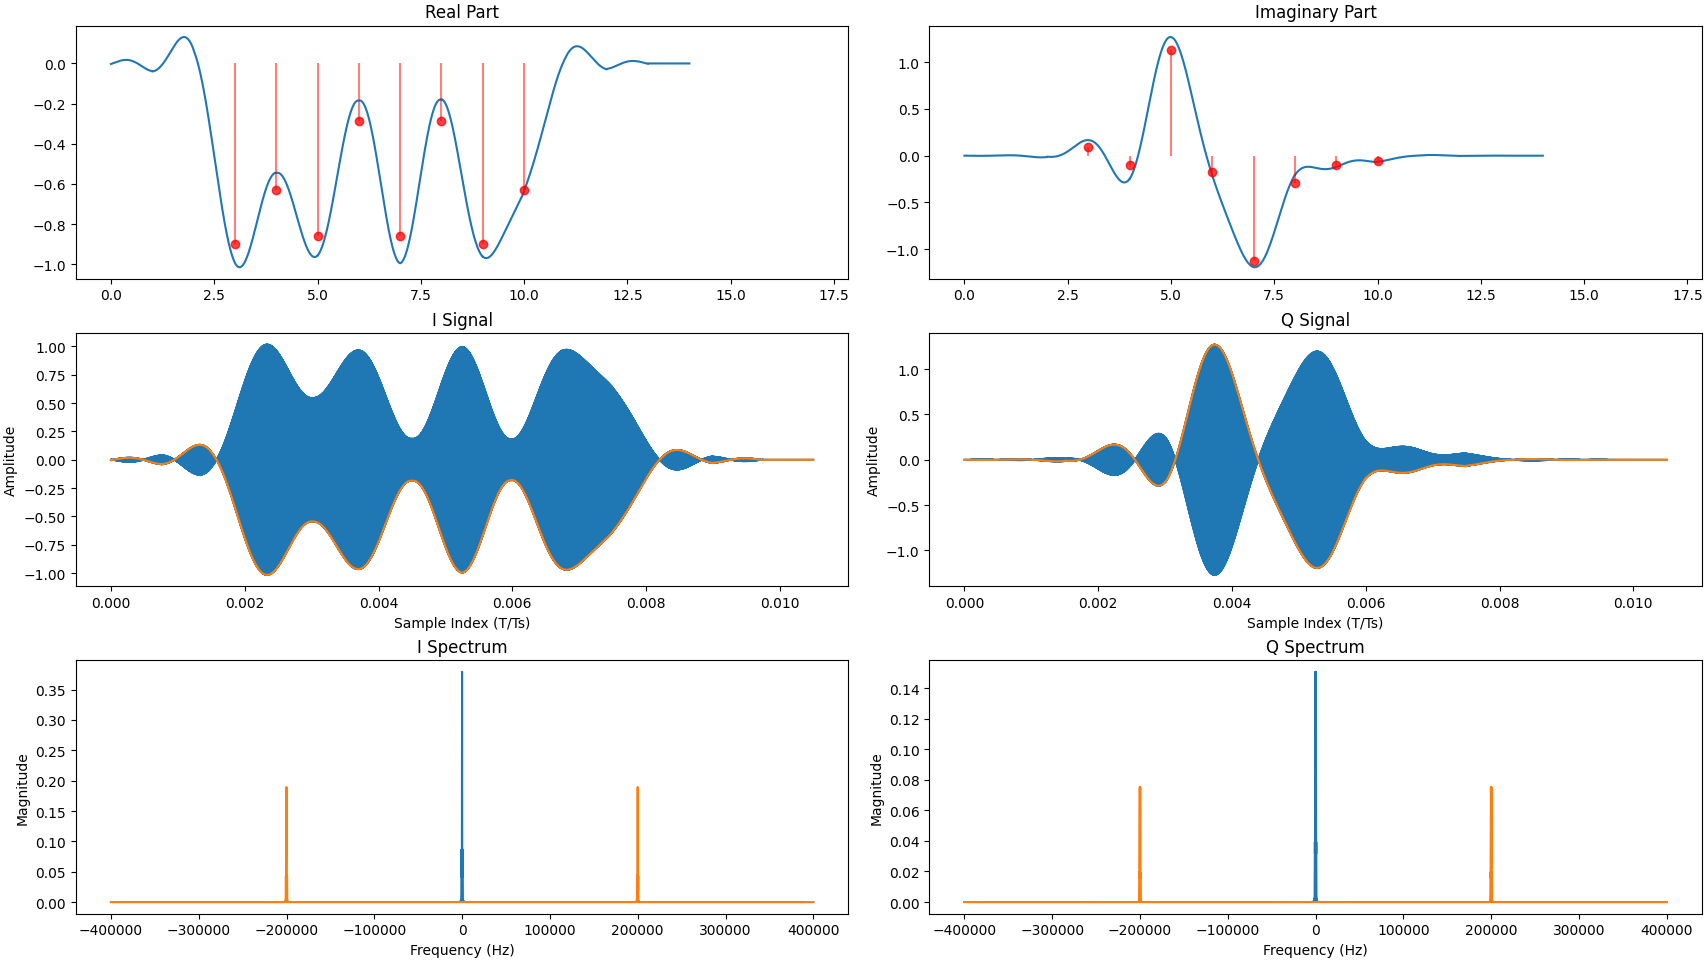 Real Part
Imaginary Part
0.0
−0.2
−0.4
−0.6
−0.8
−1.0
0.0 2.5 5.0 7.5 10.0 12.5 15.0 17.5
1.0
0.5
0.0
−0.5
−1.0
0.0 2.5 5.0 7.5 10.0 12.5 15.0 17.5
I Signal
Q Signal
Amplitude
1.00
0.75
0.50
0.25
0.00
−0.25
−0.50
−0.75
−1.00
0.000 0.002 0.004 0.006 0.008 0.010
Sample Index (T/Ts)
Amplitude
1.0
0.5
0.0
−0.5
−1.0
0.000 0.002 0.004 0.006 0.008 0.010
Sample Index (T/Ts)
I Spectrum
Q Spectrum
Magnitude
0.35
0.30
0.25
0.20
0.15
0.10
0.05
0.00
−400000 −300000 −200000 −100000 0 100000 200000 300000 400000
Frequency (Hz)
Magnitude
0.14
0.12
0.10
0.08
0.06
0.04
0.02
0.00
−400000 −300000 −200000 −100000 0 100000 200000 300000 400000
Frequency (Hz)